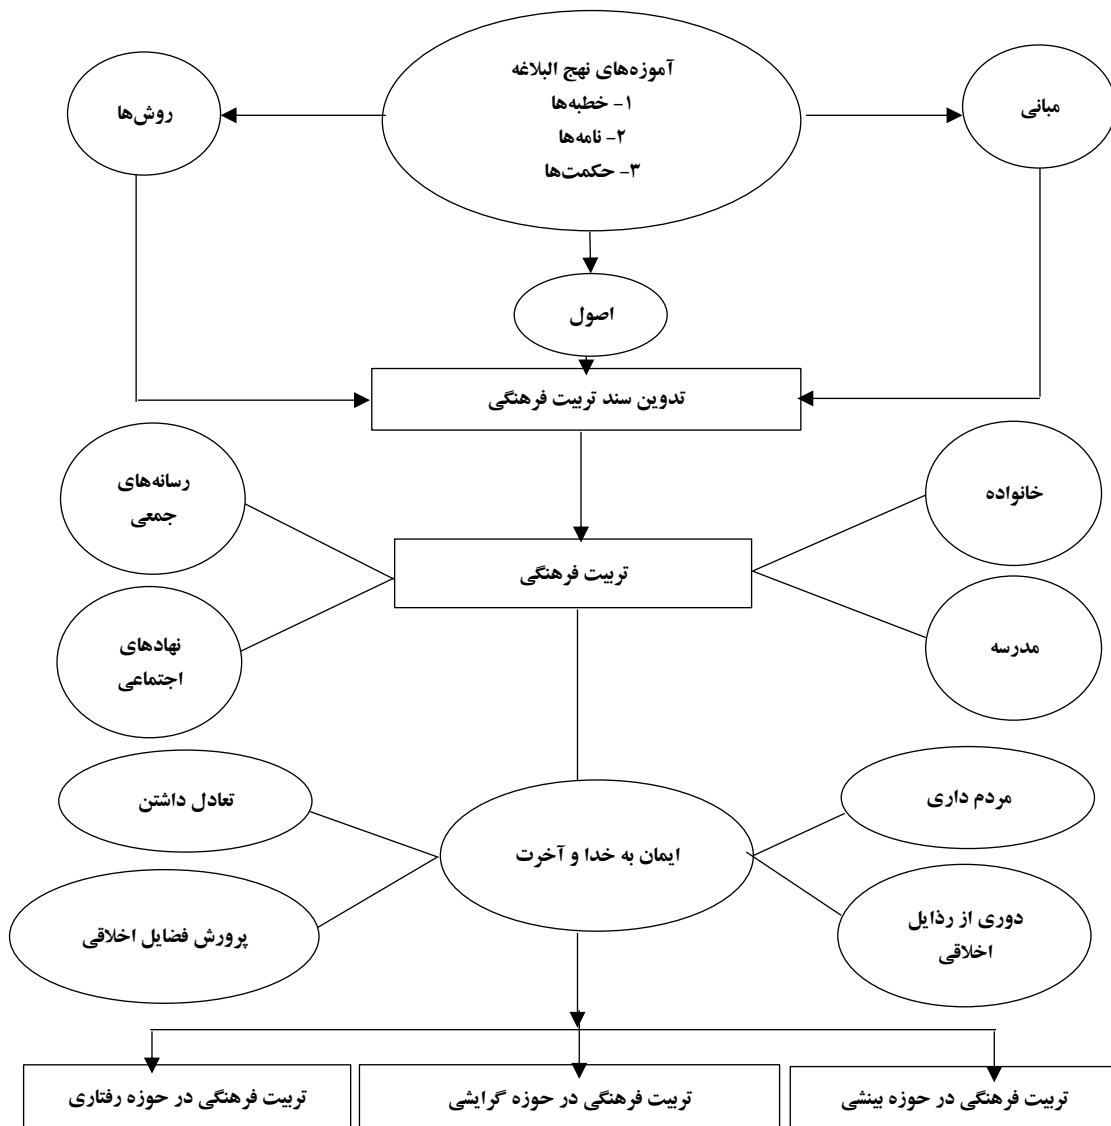 آموزه‌های نهج البلاغه
۱- خطبه‌ها
۲- نامه‌ها
۳- حکمت‌ها
مبانی
روش‌ها
اصول
تدوین سند تربیت فرهنگی
خانواده
رسانه‌های
جمعی
تربیت فرهنگی
مدرسه
نهادهای
اجتماعی
مردم داری
تعادل داشتن
ایمان به خدا و آخرت
دوری از رذایل
اخلاقی
پرورش فضایل اخلاقی
تربیت فرهنگی در حوزه بینشی
تربیت فرهنگی در حوزه گرایشی
تربیت فرهنگی در حوزه رفتاری